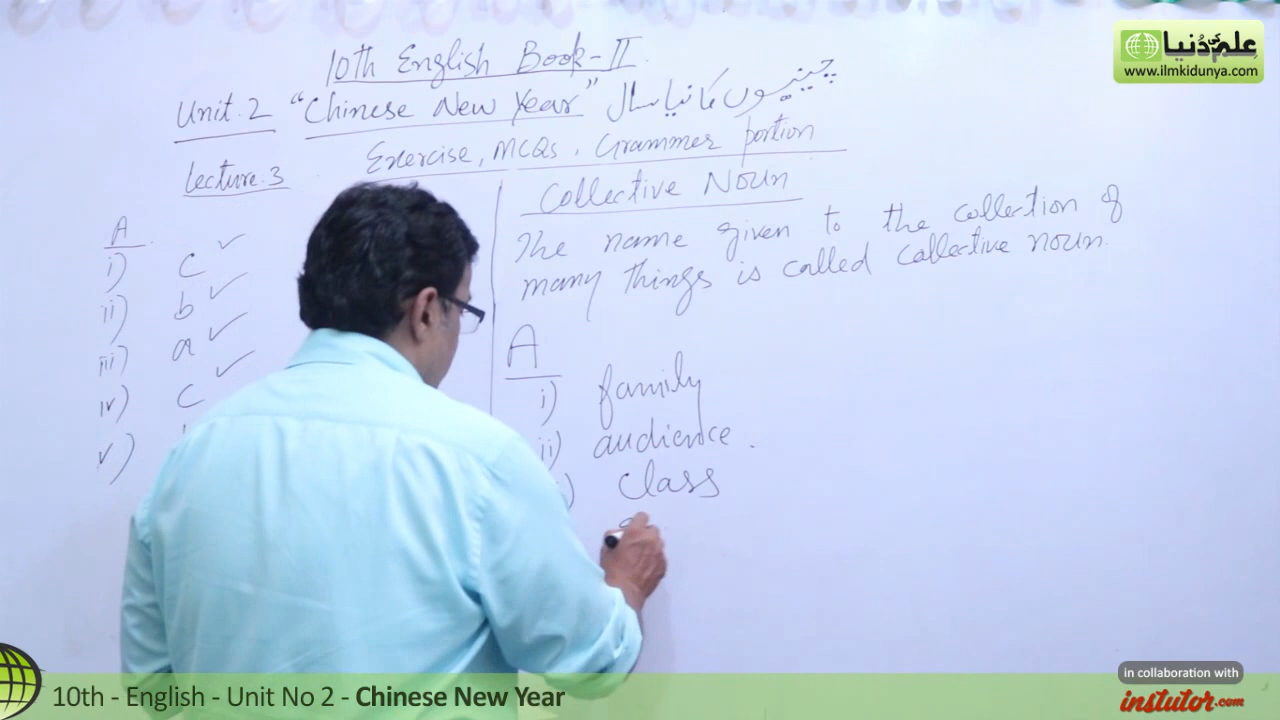 علم کی دُنیا
www.ilmkidunya.com
10th English Book-II
Unit.2 "Chinese New Year" چینیوں کا نیا سال
Lecture.3 Exercise, MCQs, Grammer portion
A
i) c ✓
ii) b ✓
iii) a ✓
iv) c ✓
v)
Collective Noun
The name given to the collection of
many things is called collective noun.
A
i) family
ii) audience.
) class
in collaboration with
instutor.com
10th - English - Unit No 2 - Chinese New Year